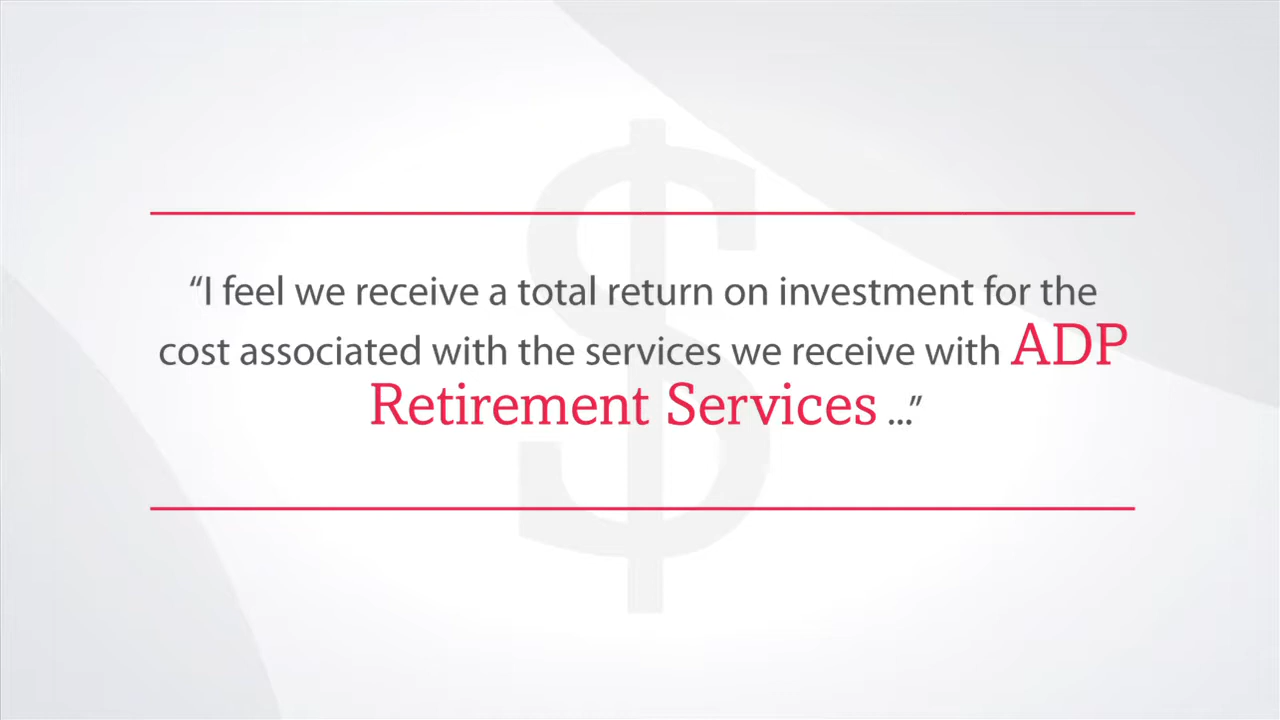 “I feel we receive a total return on investment for the
cost associated with the services we receive with ADP
Retirement Services ...”